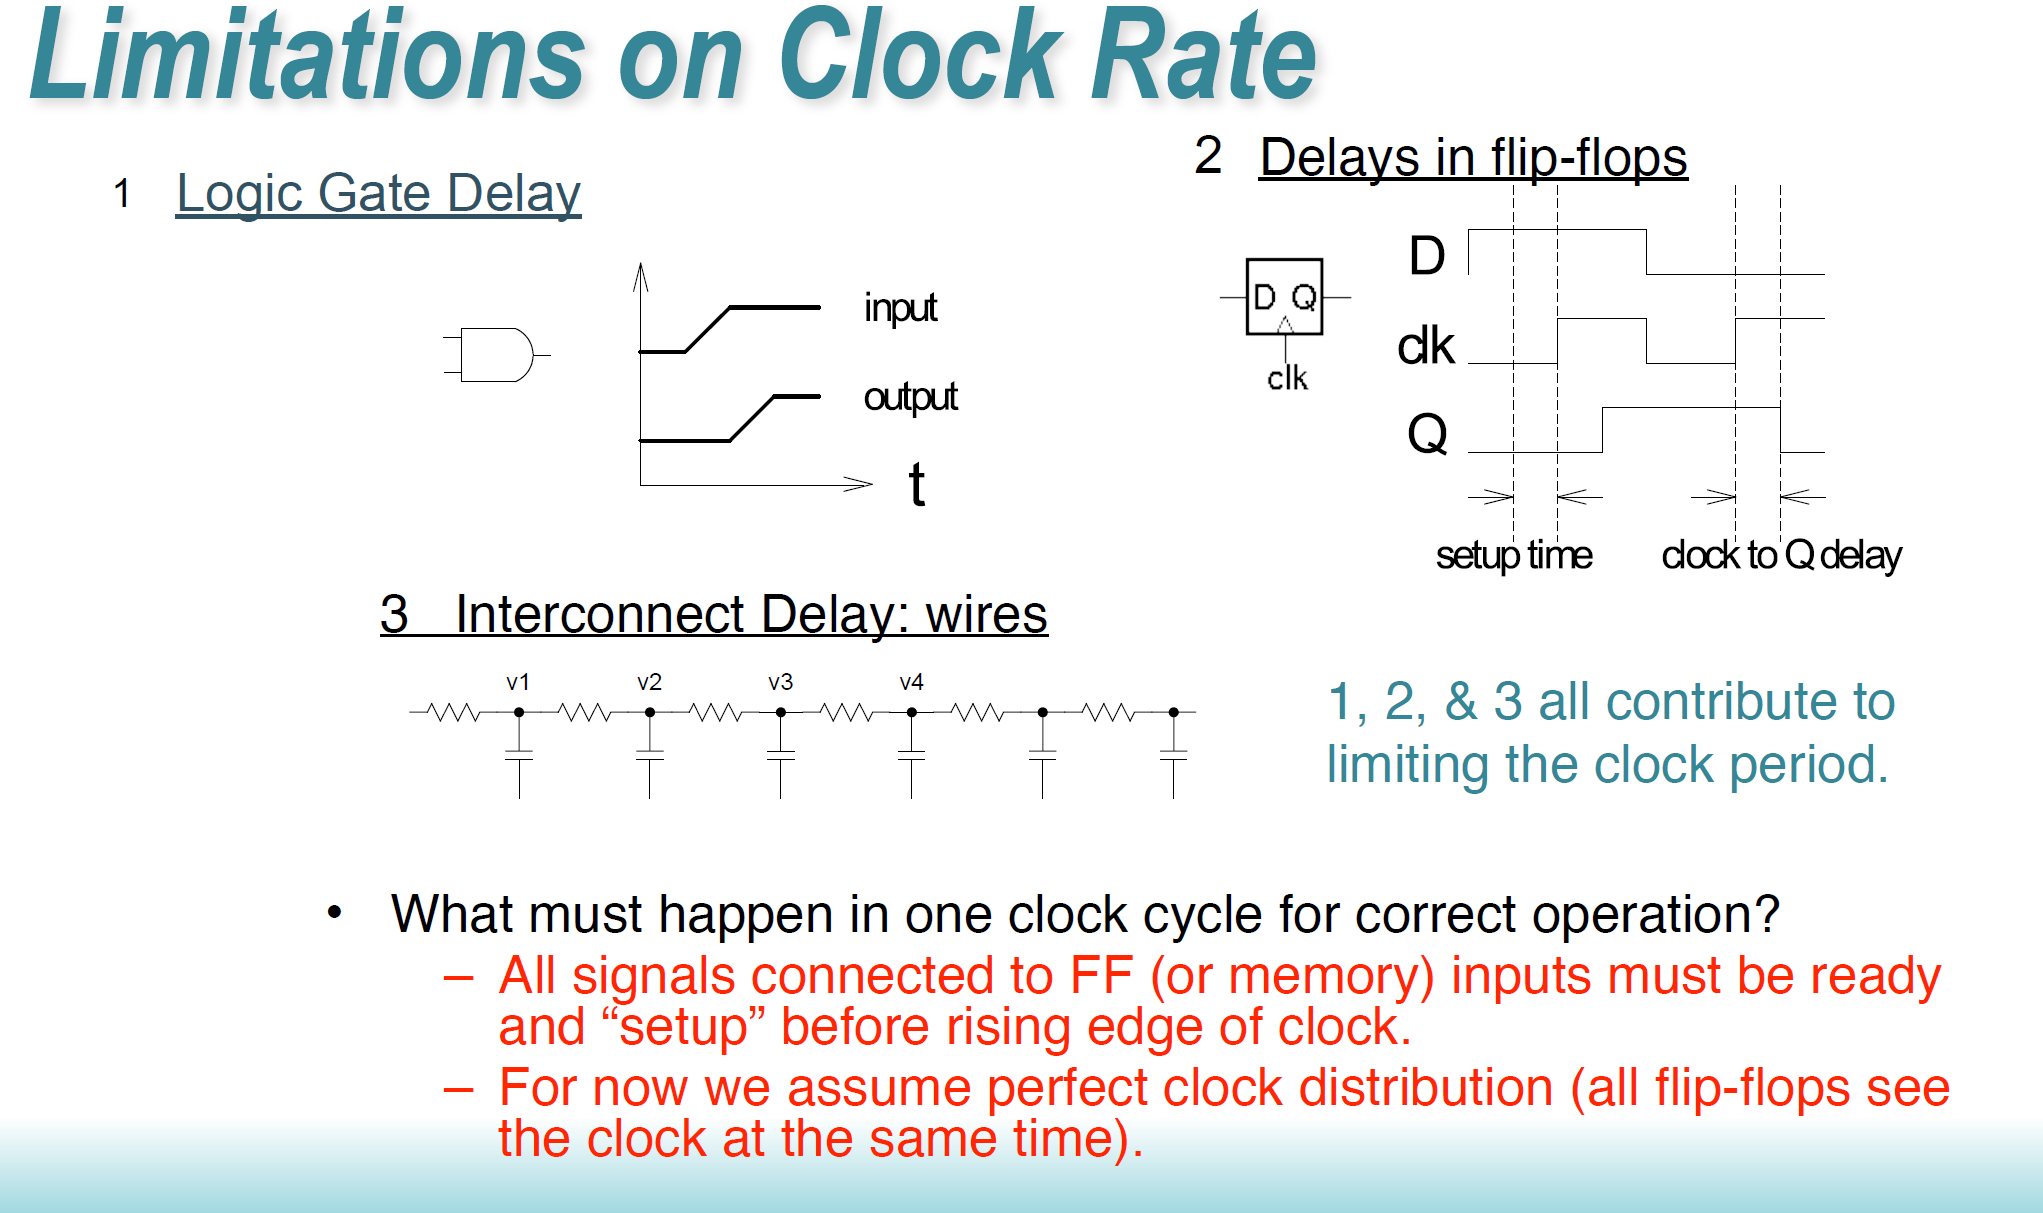 Limitations on Clock Rate
1 Logic Gate Delay
input
output
t
2 Delays in flip-flops
D Q
clk
D
clk
Q
setup time
clock to Q delay
3 Interconnect Delay: wires
v1 v2 v3 v4
1, 2, & 3 all contribute to
limiting the clock period.
• What must happen in one clock cycle for correct operation?
– All signals connected to FF (or memory) inputs must be ready
and “setup” before rising edge of clock.
– For now we assume perfect clock distribution (all flip-flops see
the clock at the same time).